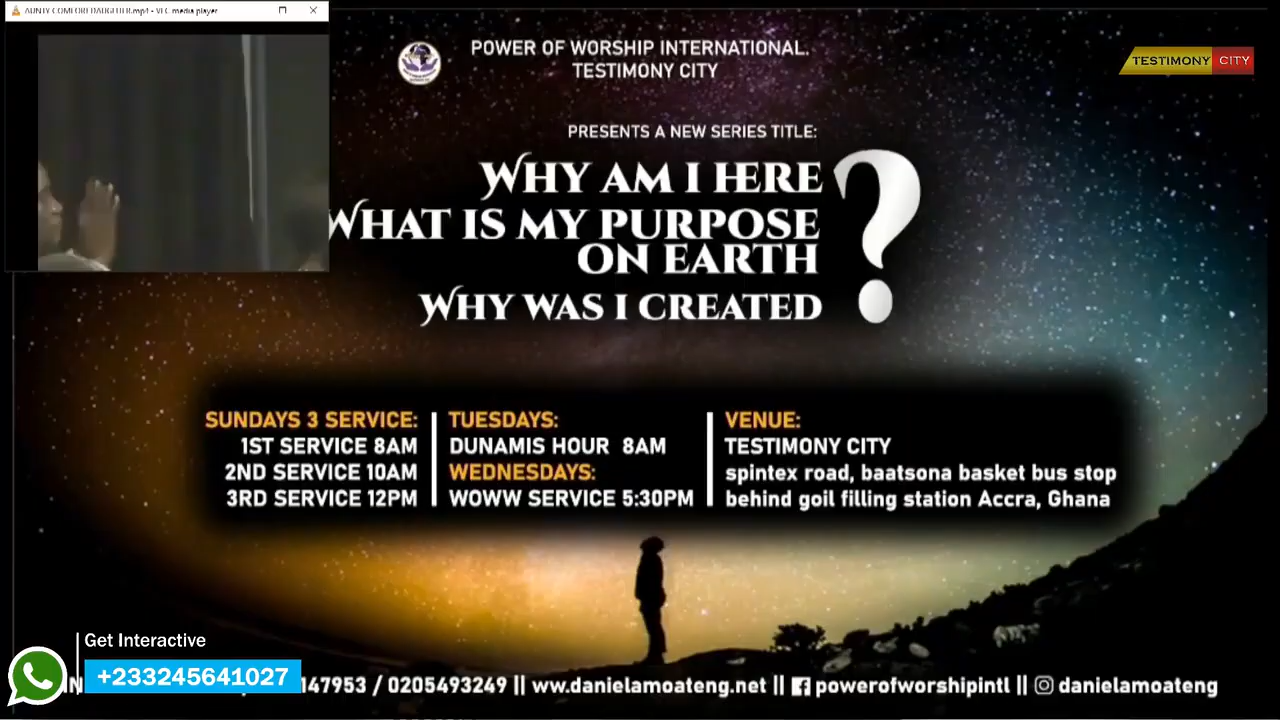 AUNTY COMFORT DAUGHTER.mp4 - VLC media player
POWER OF WORSHIP INTERNATIONAL.
TESTIMONY CITY
TESTIMONY CITY
PRESENTS A NEW SERIES TITLE:
WHY AM I HERE
WHAT IS MY PURPOSE
ON EARTH
WHY WAS I CREATED
?
SUNDAYS 3 SERVICE:
1ST SERVICE 8AM
2ND SERVICE 10AM
3RD SERVICE 12PM
TUESDAYS:
DUNAMIS HOUR 8AM
WEDNESDAYS:
WOWW SERVICE 5:30PM
VENUE:
TESTIMONY CITY
spintex road, baatsona basket bus stop
behind goil filling station Accra, Ghana
Get Interactive
+233245641027
147953 / 0205493249 || ww.danielamoateng.net || powerofworshipintl || danielamoateng